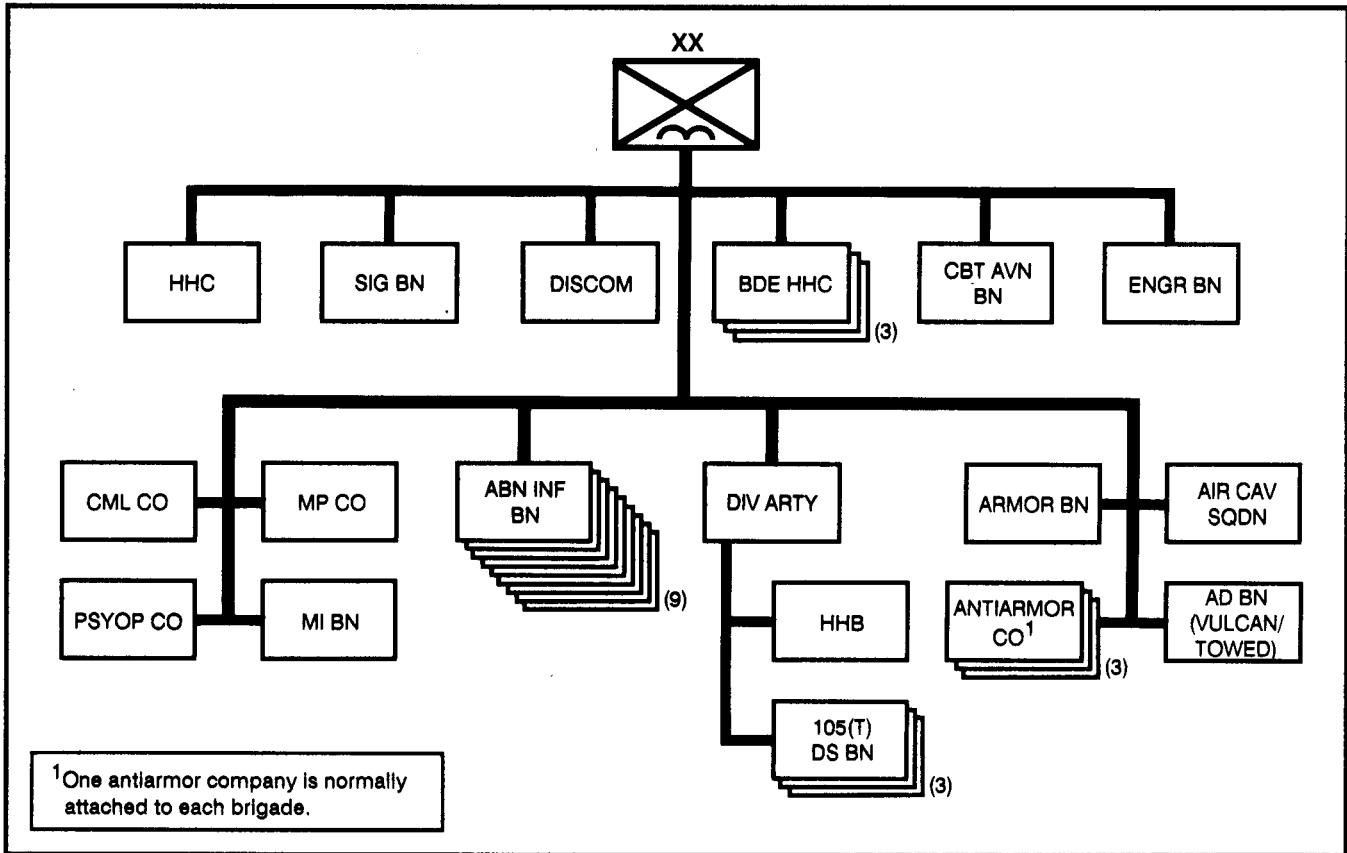 XX
HHC
SIG BN
DISCOM
BDE HHC
(3)
CBT AVN
BN
ENGR BN
CML CO
MP CO
PSYOP CO
MI BN
ABN INF
BN
(9)
DIV ARTY
HHB
105(T)
DS BN
(3)
ARMOR BN
AIR CAV
SQDN
ANTIARMOR
CO¹
(3)
AD BN
(VULCAN/
TOWED)
¹One antiarmor company is normally
attached to each brigade.